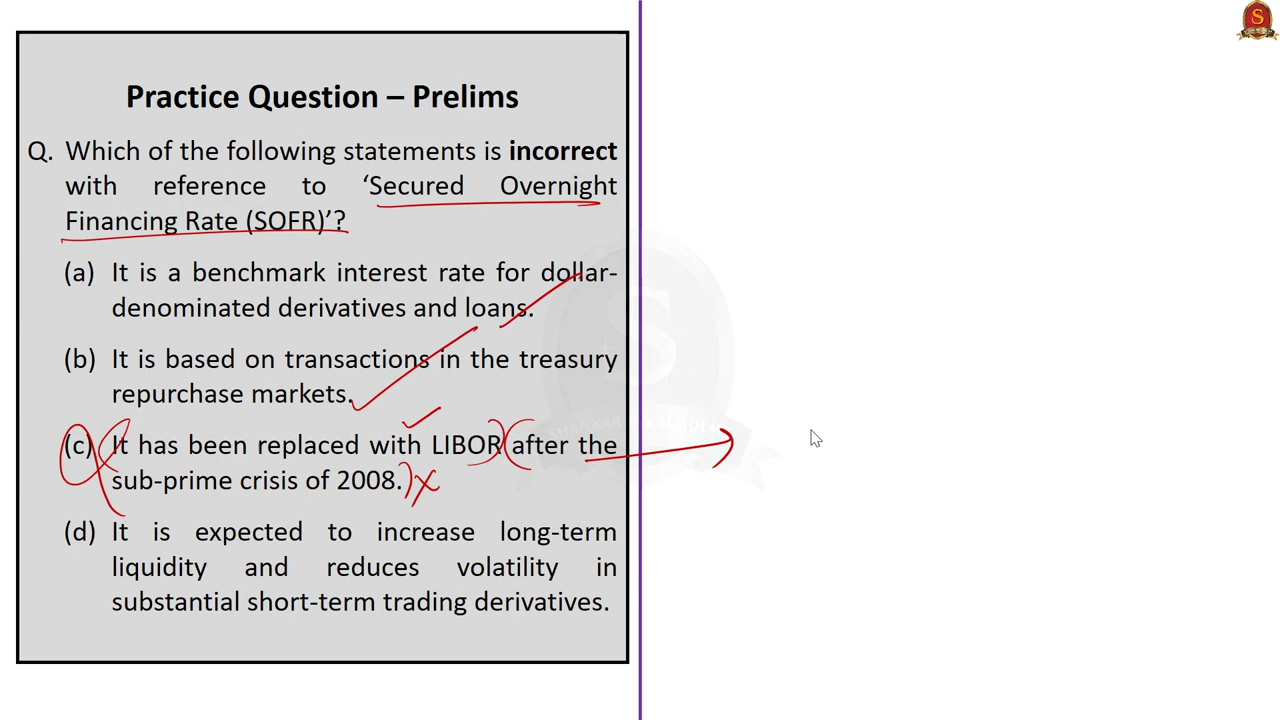 Practice Question – Prelims
Q. Which of the following statements is incorrect
with reference to ‘Secured Overnight
Financing Rate (SOFR)’?
(a) It is a benchmark interest rate for dollar-
denominated derivatives and loans.
(b) It is based on transactions in the treasury
repurchase markets.
(c) It has been replaced with LIBOR after the
sub-prime crisis of 2008.
(d) It is expected to increase long-term
liquidity and reduces volatility in
substantial short-term trading derivatives.